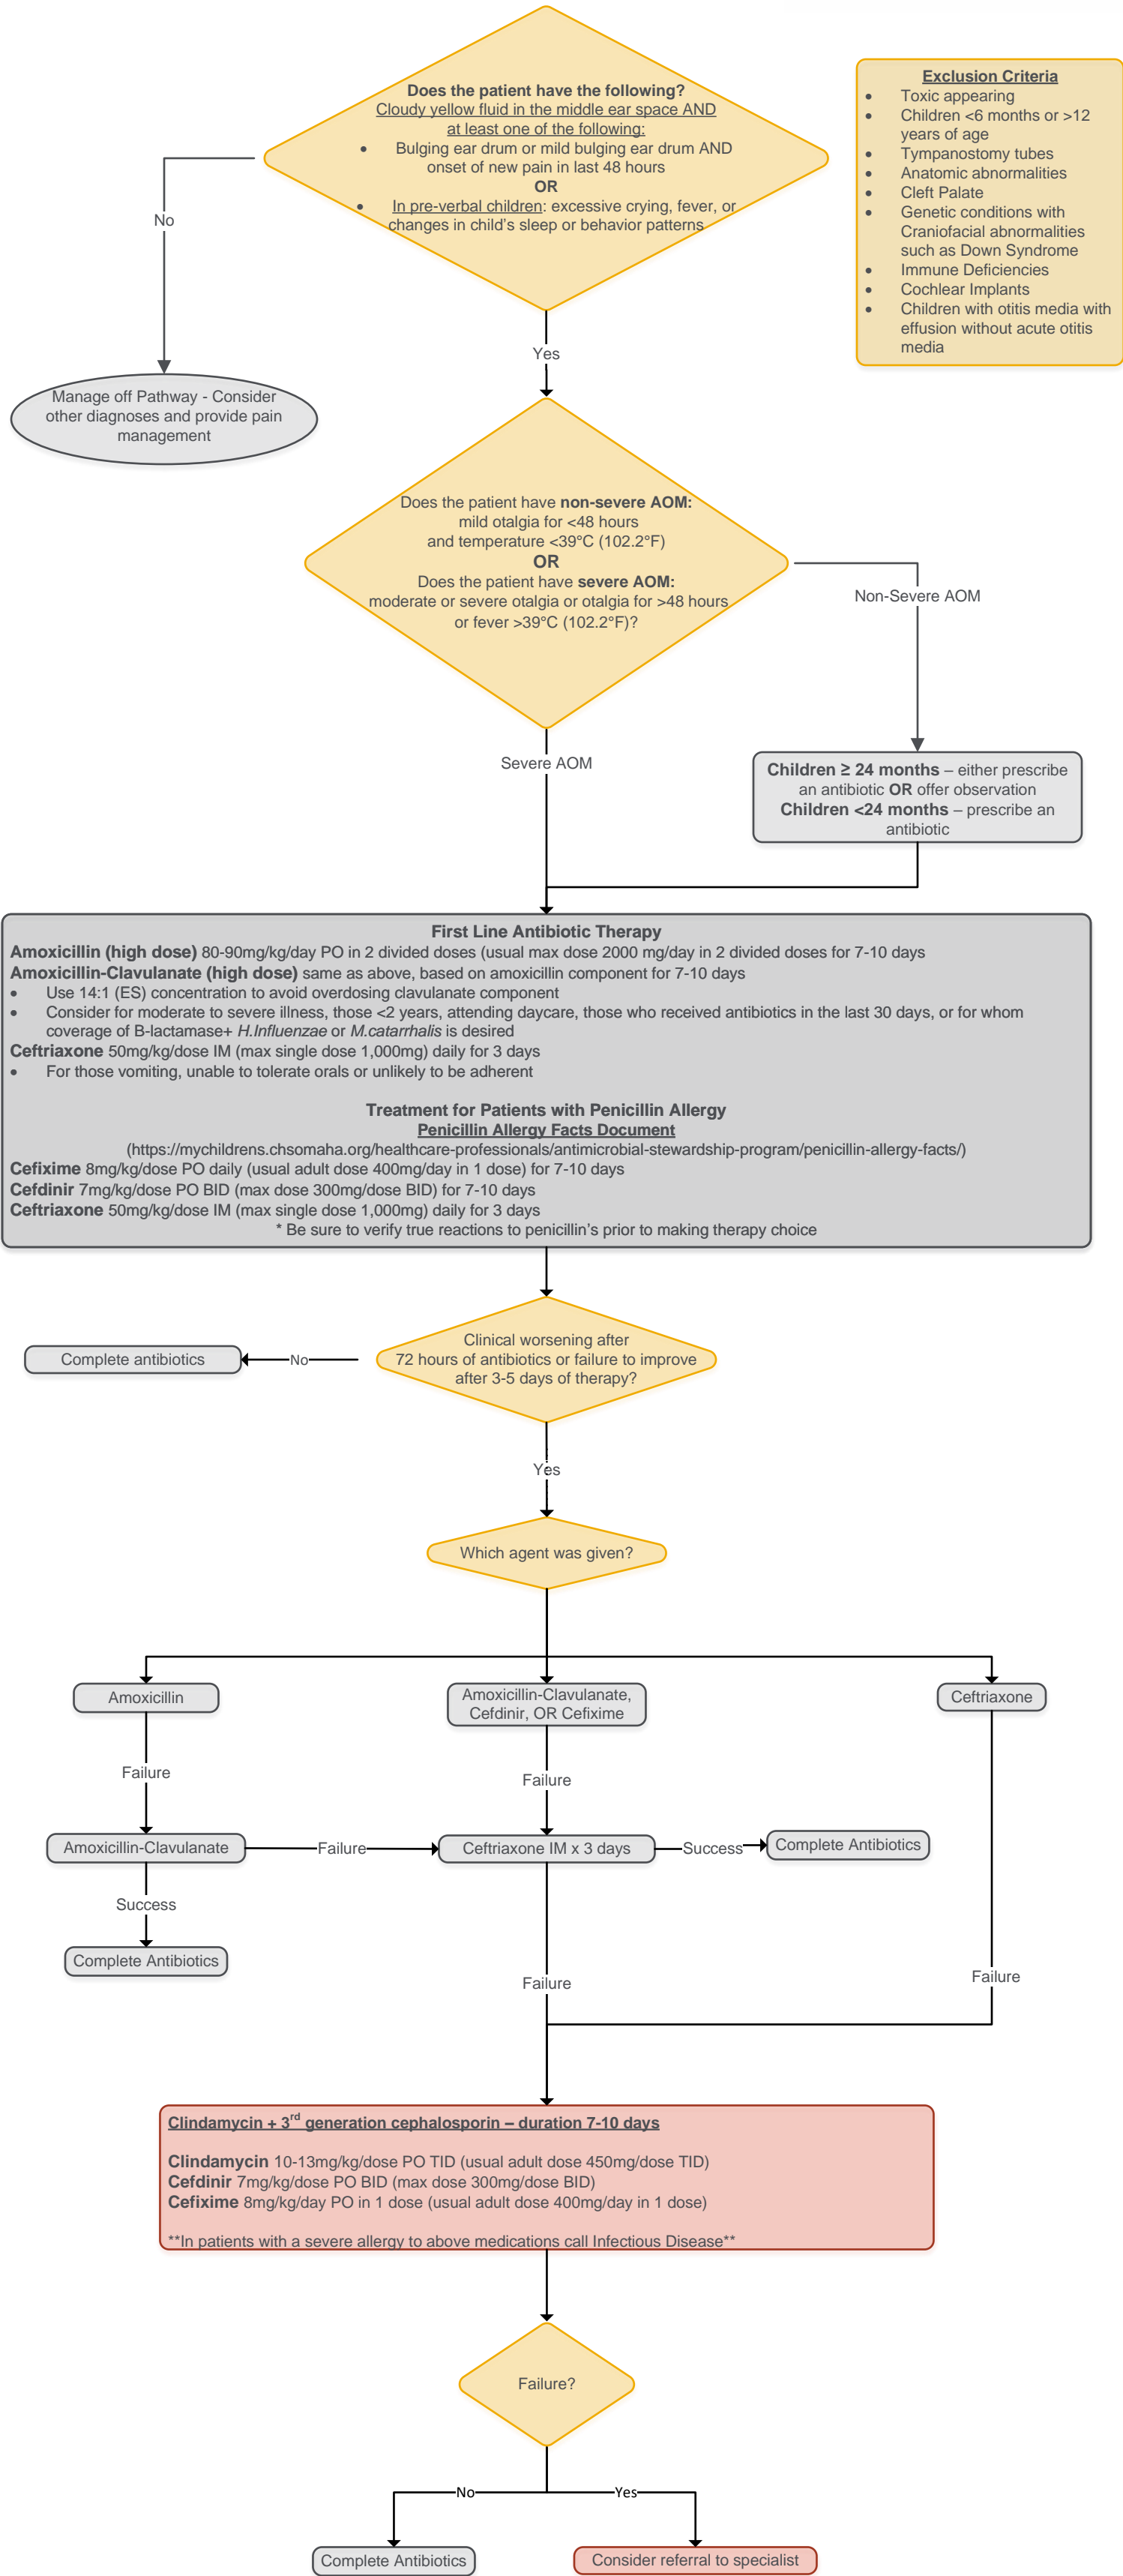 Does the patient have the following?
Cloudy yellow fluid in the middle ear space AND
at least one of the following:
• Bulging ear drum or mild bulging ear drum AND
onset of new pain in last 48 hours
OR
• In pre-verbal children: excessive crying, fever, or
changes in child's sleep or behavior patterns
Exclusion Criteria
• Toxic appearing
• Children <6 months or >12
years of age
• Tympanostomy tubes
• Anatomic abnormalities
• Cleft Palate
• Genetic conditions with
Craniofacial abnormalities
such as Down Syndrome
• Immune Deficiencies
• Cochlear Implants
• Children with otitis media with
effusion without acute otitis
media
No
Yes
Manage off Pathway - Consider
other diagnoses and provide pain
management
Does the patient have non-severe AOM:
mild otalgia for <48 hours
and temperature <39°C (102.2°F)
OR
Does the patient have severe AOM:
moderate or severe otalgia or otalgia for >48 hours
or fever >39°C (102.2°F)?
Non-Severe AOM
Severe AOM
Children ≥ 24 months – either prescribe
an antibiotic OR offer observation
Children <24 months – prescribe an
antibiotic
First Line Antibiotic Therapy
Amoxicillin (high dose) 80-90mg/kg/day PO in 2 divided doses (usual max dose 2000 mg/day in 2 divided doses for 7-10 days
Amoxicillin-Clavulanate (high dose) same as above, based on amoxicillin component for 7-10 days
• Use 14:1 (ES) concentration to avoid overdosing clavulanate component
• Consider for moderate to severe illness, those <2 years, attending daycare, those who received antibiotics in the last 30 days, or for whom
coverage of B-lactamase+ H.Influenzae or M.catarrhalis is desired
Ceftriaxone 50mg/kg/dose IM (max single dose 1,000mg) daily for 3 days
• For those vomiting, unable to tolerate orals or unlikely to be adherent
Treatment for Patients with Penicillin Allergy
Penicillin Allergy Facts Document
(https://mychildrens.chsomaha.org/healthcare-professionals/antimicrobial-stewardship-program/penicillin-allergy-facts/)
Cefixime 8mg/kg/dose PO daily (usual adult dose 400mg/day in 1 dose) for 7-10 days
Cefdinir 7mg/kg/dose PO BID (max dose 300mg/dose BID) for 7-10 days
Ceftriaxone 50mg/kg/dose IM (max single dose 1,000mg) daily for 3 days
* Be sure to verify true reactions to penicillin's prior to making therapy choice
Clinical worsening after
72 hours of antibiotics or failure to improve
after 3-5 days of therapy?
No
Complete antibiotics
Yes
Which agent was given?
Amoxicillin
Amoxicillin-Clavulanate,
Cefdinir, OR Cefixime
Ceftriaxone
Failure
Failure
Amoxicillin-Clavulanate
Failure
Ceftriaxone IM x 3 days
Success
Complete Antibiotics
Success
Complete Antibiotics
Failure
Failure
Clindamycin + 3rd generation cephalosporin – duration 7-10 days
Clindamycin 10-13mg/kg/dose PO TID (usual adult dose 450mg/dose TID)
Cefdinir 7mg/kg/dose PO BID (max dose 300mg/dose BID)
Cefixime 8mg/kg/day PO in 1 dose (usual adult dose 400mg/day in 1 dose)
**In patients with a severe allergy to above medications call Infectious Disease**
Failure?
No
Yes
Complete Antibiotics
Consider referral to specialist